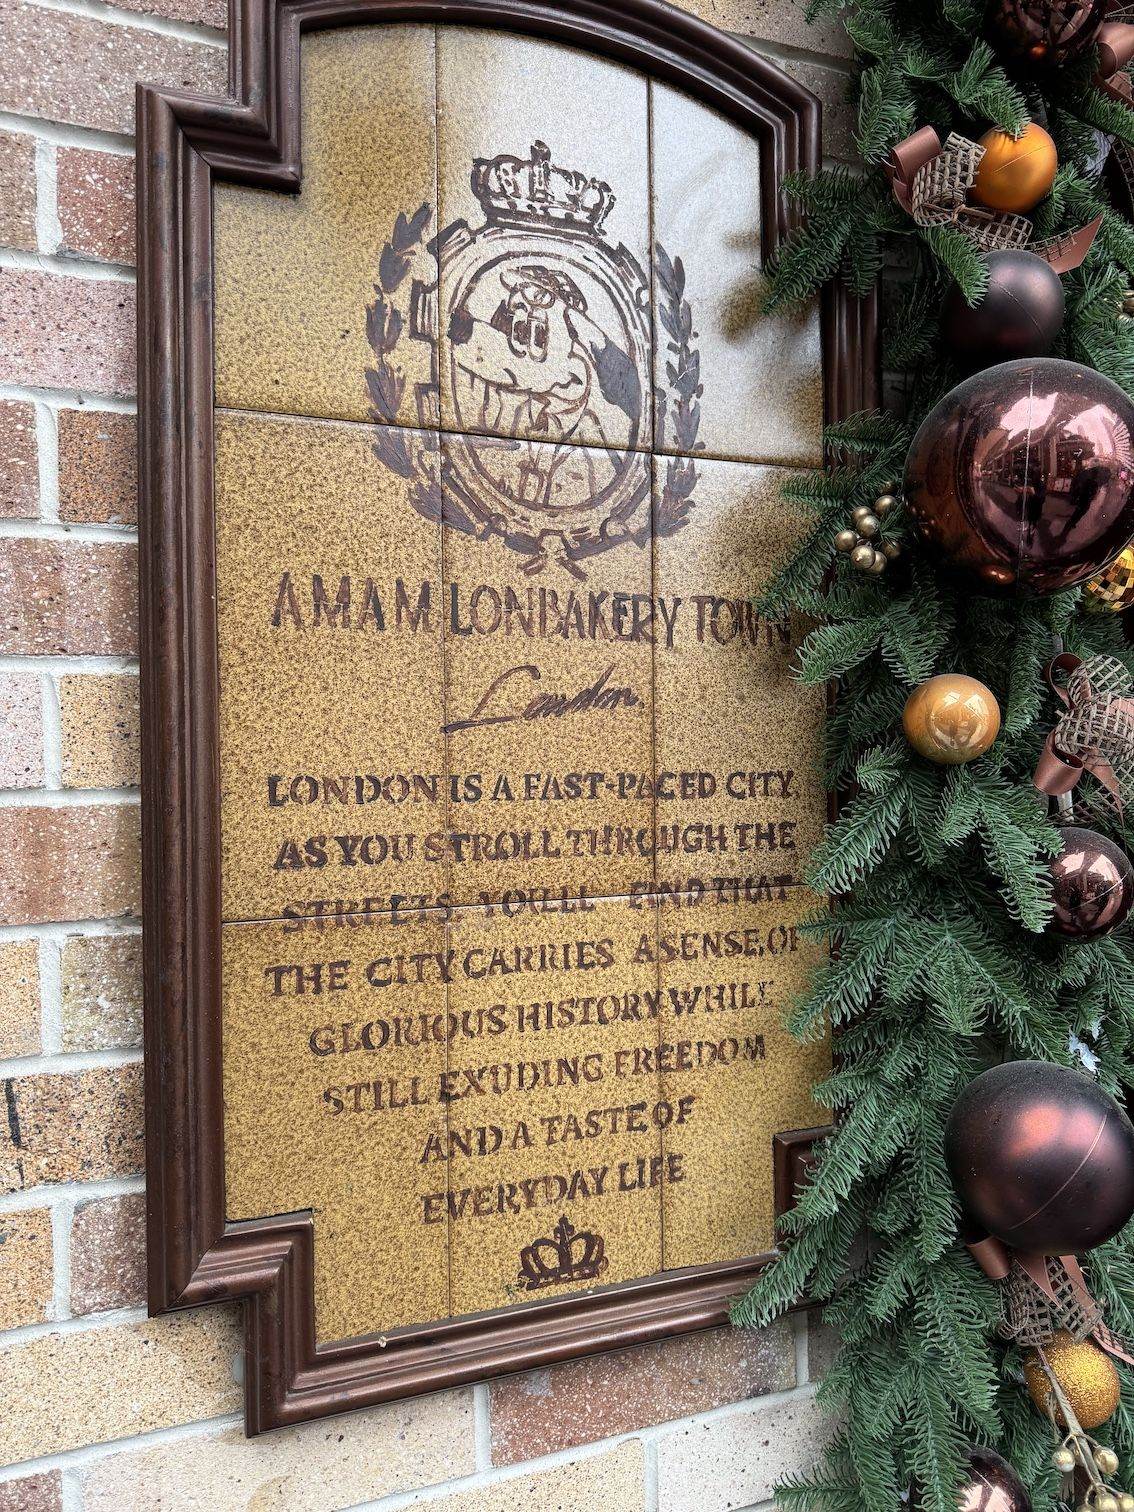 AMAM LONBAKERY TOWN
London
LONDON IS A FAST-PACED CITY.
AS YOU STROLL THROUGH THE
STREETS YOU'LL FIND THAT
THE CITY CARRIES A SENSE, OF
GLORIOUS HISTORY WHILE
STILL EXUDING FREEDOM
AND A TASTE OF
EVERYDAY LIFE